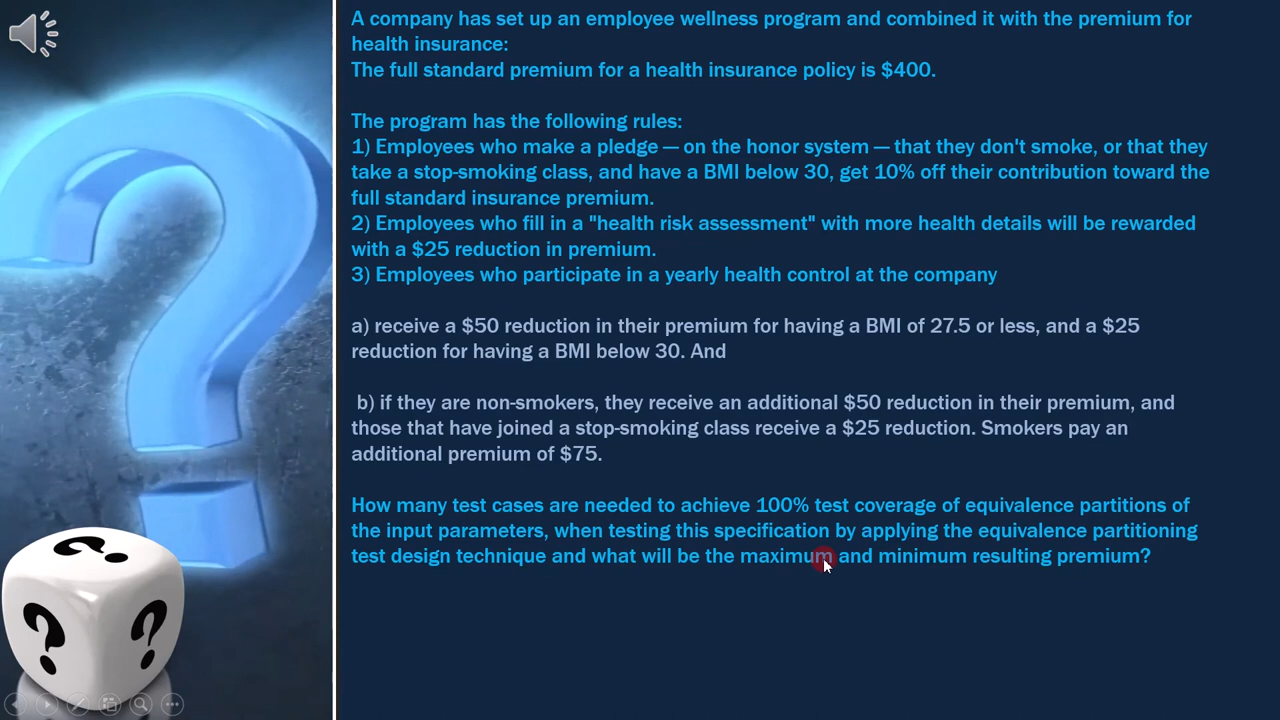 A company has set up an employee wellness program and combined it with the premium for
health insurance:
The full standard premium for a health insurance policy is $400.
The program has the following rules:
1) Employees who make a pledge — on the honor system — that they don't smoke, or that they
take a stop-smoking class, and have a BMI below 30, get 10% off their contribution toward the
full standard insurance premium.
2) Employees who fill in a "health risk assessment" with more health details will be rewarded
with a $25 reduction in premium.
3) Employees who participate in a yearly health control at the company
a) receive a $50 reduction in their premium for having a BMI of 27.5 or less, and a $25
reduction for having a BMI below 30. And
b) if they are non-smokers, they receive an additional $50 reduction in their premium, and
those that have joined a stop-smoking class receive a $25 reduction. Smokers pay an
additional premium of $75.
How many test cases are needed to achieve 100% test coverage of equivalence partitions of
the input parameters, when testing this specification by applying the equivalence partitioning
test design technique and what will be the maximum and minimum resulting premium?